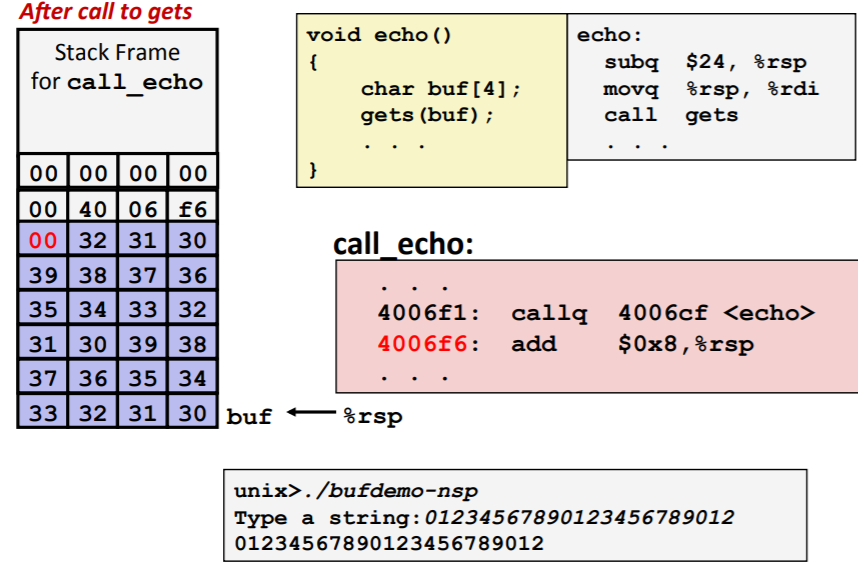 After call to gets
Stack Frame
for call_echo
00 00 00 00
00 40 06 f6
00 32 31 30
39 38 37 36
35 34 33 32
31 30 39 38
37 36 35 34
33 32 31 30
buf
%rsp
void echo()
{
char buf[4];
gets(buf);
. . .
}
echo:
subq $24, %rsp
movq %rsp, %rdi
call gets
. . .
call_echo:
. . .
4006f1: callq 4006cf <echo>
4006f6: add $0x8,%rsp
. . .
unix>./bufdemo-nsp
Type a string:01234567890123456789012
01234567890123456789012